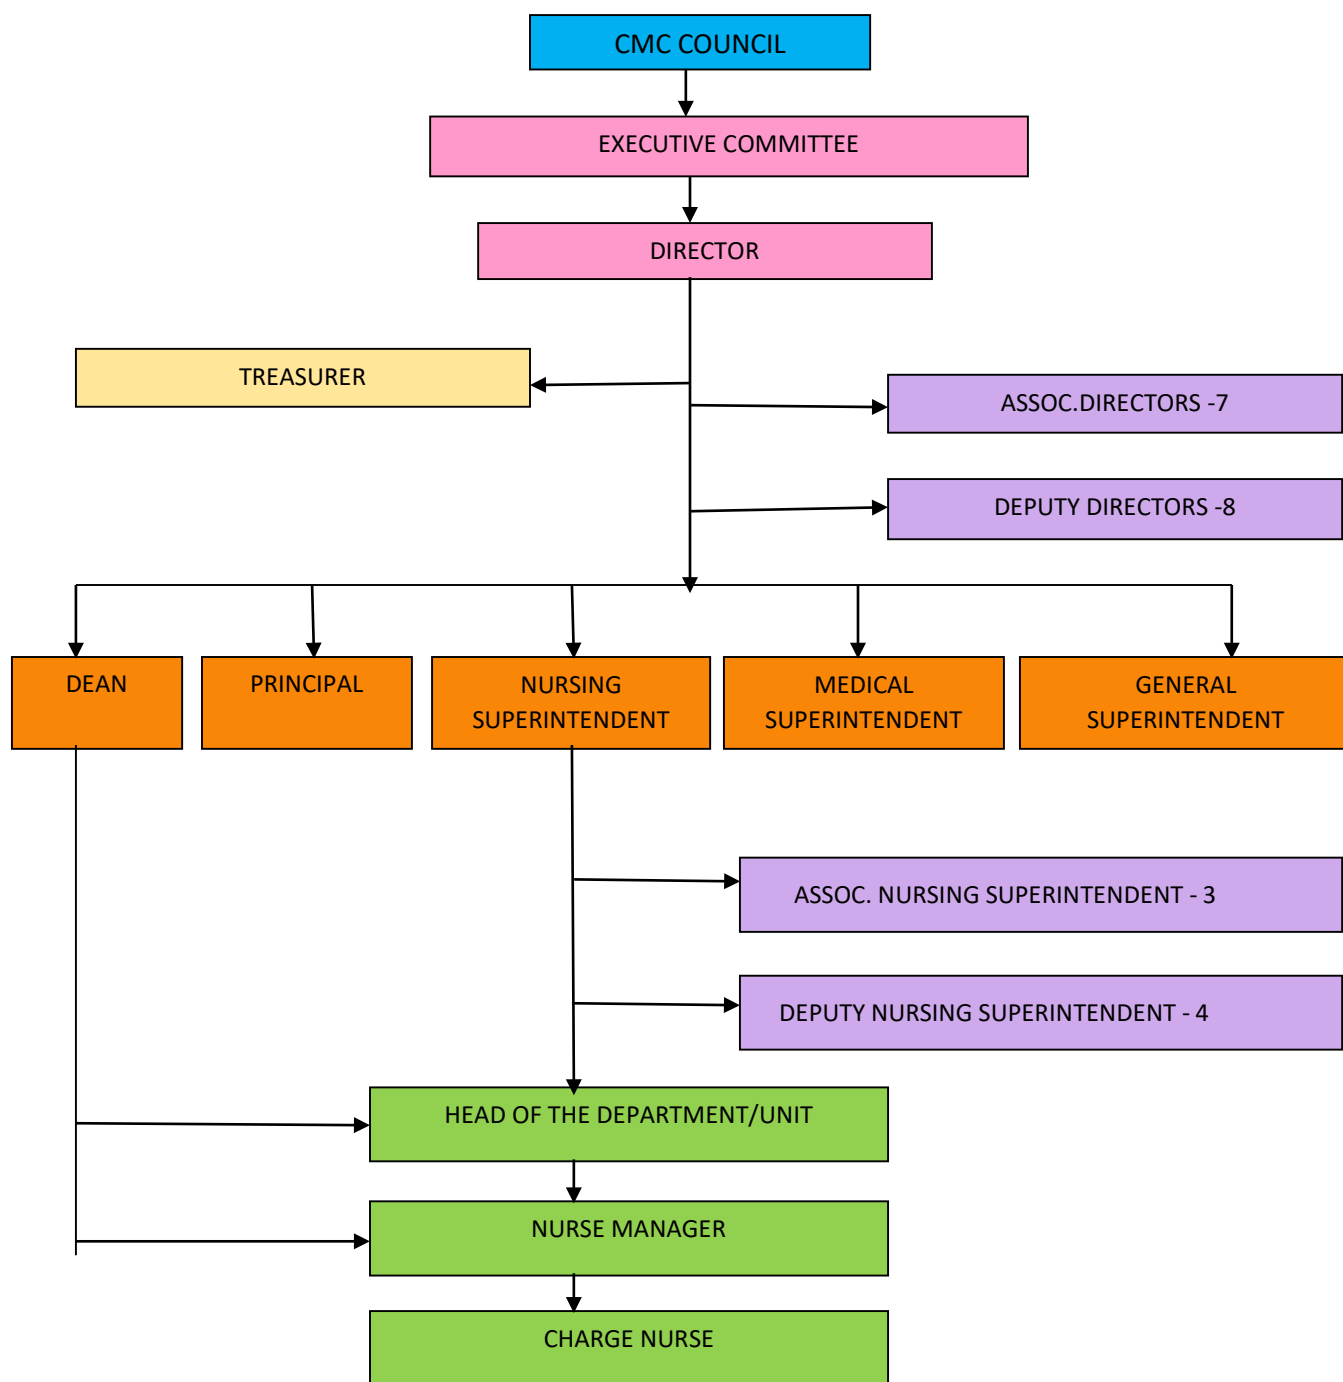 CMC COUNCIL
EXECUTIVE COMMITTEE
DIRECTOR
TREASURER
ASSOC.DIRECTORS -7
DEPUTY DIRECTORS -8
DEAN
PRINCIPAL
NURSING
SUPERINTENDENT
MEDICAL
SUPERINTENDENT
GENERAL
SUPERINTENDENT
ASSOC. NURSING SUPERINTENDENT - 3
DEPUTY NURSING SUPERINTENDENT - 4
HEAD OF THE DEPARTMENT/UNIT
NURSE MANAGER
CHARGE NURSE